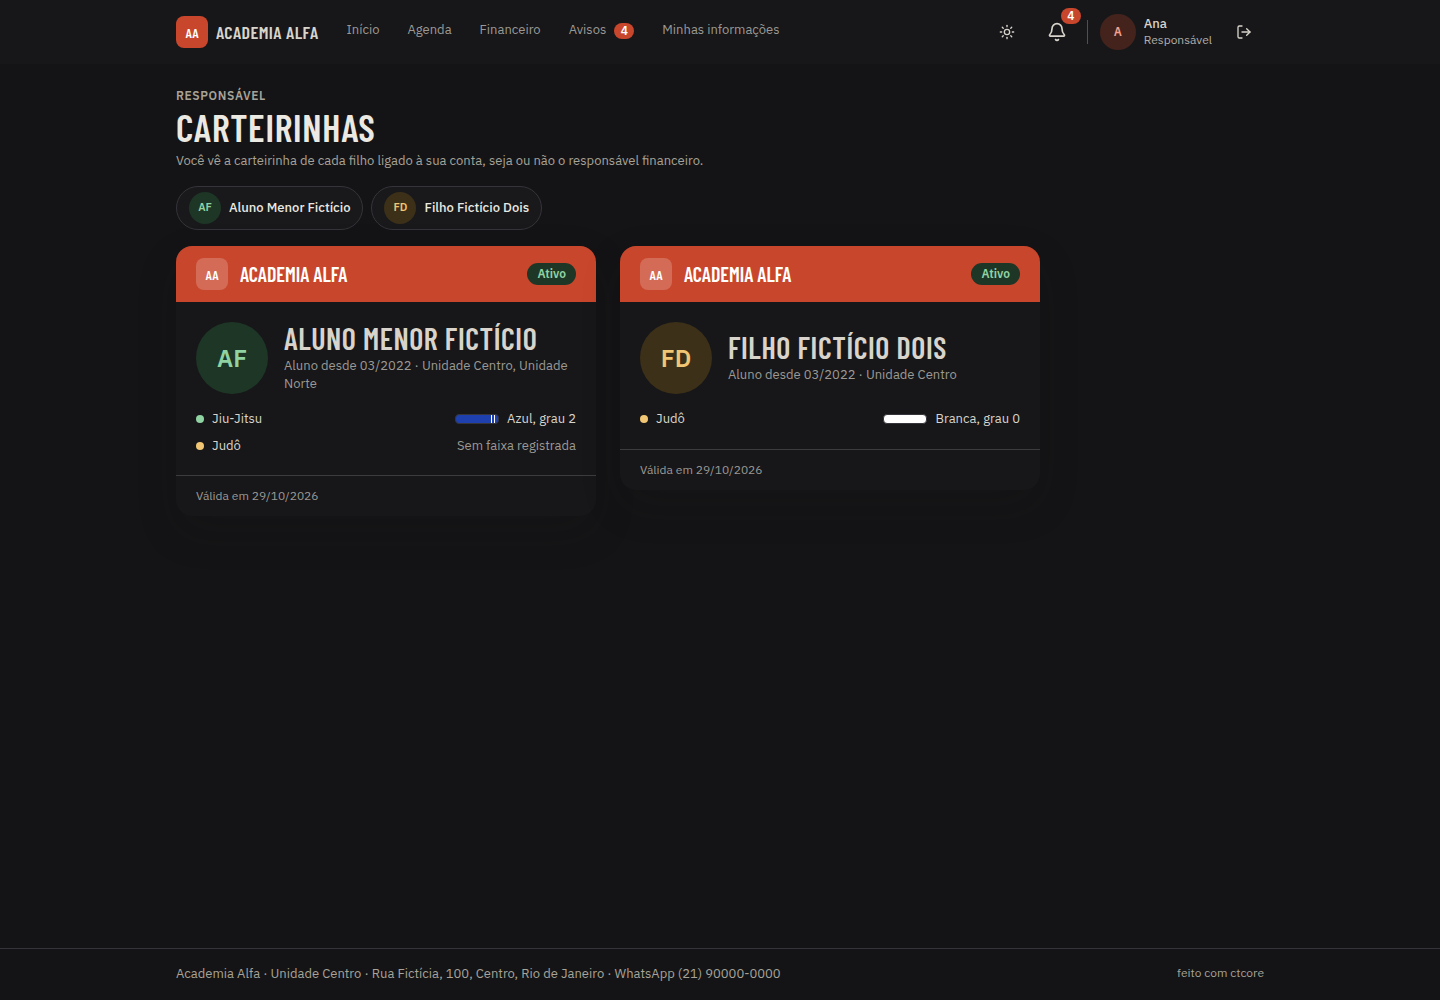 AA ACADEMIA ALFA Início Agenda Financeiro Avisos 4 Minhas informações 4 A Ana
Responsável
RESPONSÁVEL
CARTEIRINHAS
Você vê a carteirinha de cada filho ligado à sua conta, seja ou não o responsável financeiro.
AF Aluno Menor Fictício FD Filho Fictício Dois
AA ACADEMIA ALFA Ativo
AF ALUNO MENOR FICTÍCIO
Aluno desde 03/2022 · Unidade Centro, Unidade
Norte
Jiu-Jitsu Azul, grau 2
Judô Sem faixa registrada
Válida em 29/10/2026
AA ACADEMIA ALFA Ativo
FD FILHO FICTÍCIO DOIS
Aluno desde 03/2022 · Unidade Centro
Judô Branca, grau 0
Válida em 29/10/2026
Academia Alfa · Unidade Centro · Rua Fictícia, 100, Centro, Rio de Janeiro · WhatsApp (21) 90000-0000 feito com ctcore